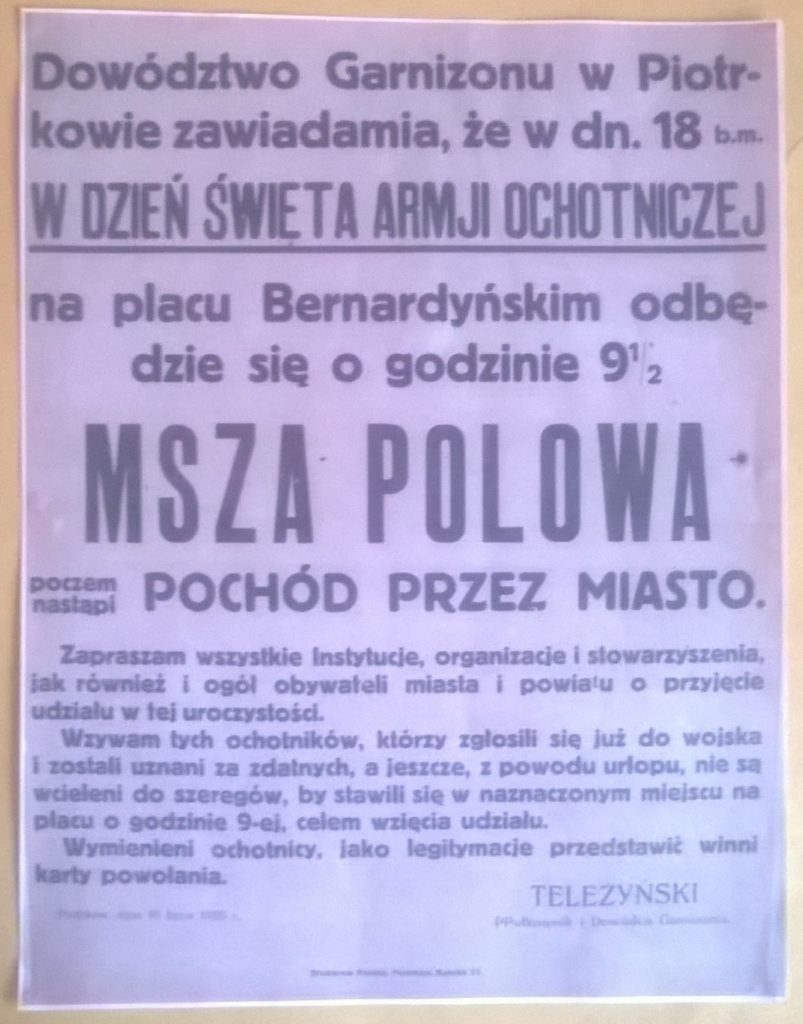 Dowództwo Garnizonu w Piotr-
kowie zawiadamia, że w dn. 18 b.m.
W DZIEŃ ŚWIĘTA ARMJI OCHOTNICZEJ
na placu Bernardyńskim odbę-
dzie się o godzinie 9 1/2
MSZA POLOWA
poczem
nastąpi POCHÓD PRZEZ MIASTO.
Zapraszam wszystkie Instytucje, organizacje i stowarzyszenia,
jak również i ogół obywateli miasta i powiatu o przyjęcie
udziału w tej uroczystości.
Wzywam tych ochotników, którzy zgłosili się już do wojska
i zostali uznani za zdatnych, a jeszcze, z powodu urlopu, nie są
wcieleni do szeregów, by stawili się w naznaczonym miejscu na
placu o godzinie 9-ej, celem wzięcia udziału.
Wymienieni ochotnicy, jako legitymacje przedstawić winni
karty powołania.
TELEŻYŃSKI
PPułkownik i Dowódca Garnizonu.